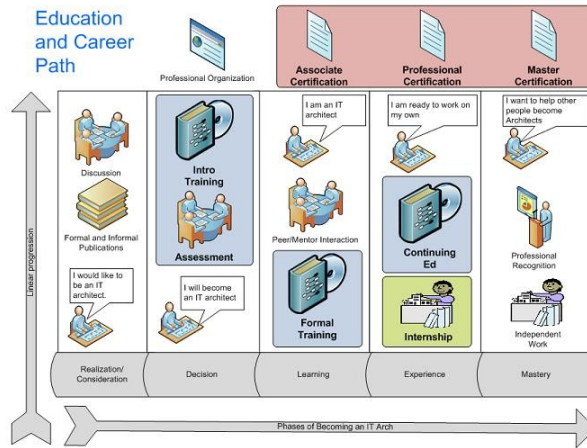 Education
and Career
Path
Professional Organization
Associate
Certification
Professional
Certification
Master
Certification
Linear progression
Discussion
Formal and Informal
Publications
I would like to
be an IT
architect.
Intro
Training
Assessment
I will become
an IT architect
I am an IT
architect
Peer/Mentor Interaction
Formal
Training
I am ready to work on
my own
Continuing
Ed
Internship
I want to help other
people become
Architects
Professional
Recognition
Independent
Work
Realization/
Consideration
Decision
Learning
Experience
Mastery
Phases of Becoming an IT Arch